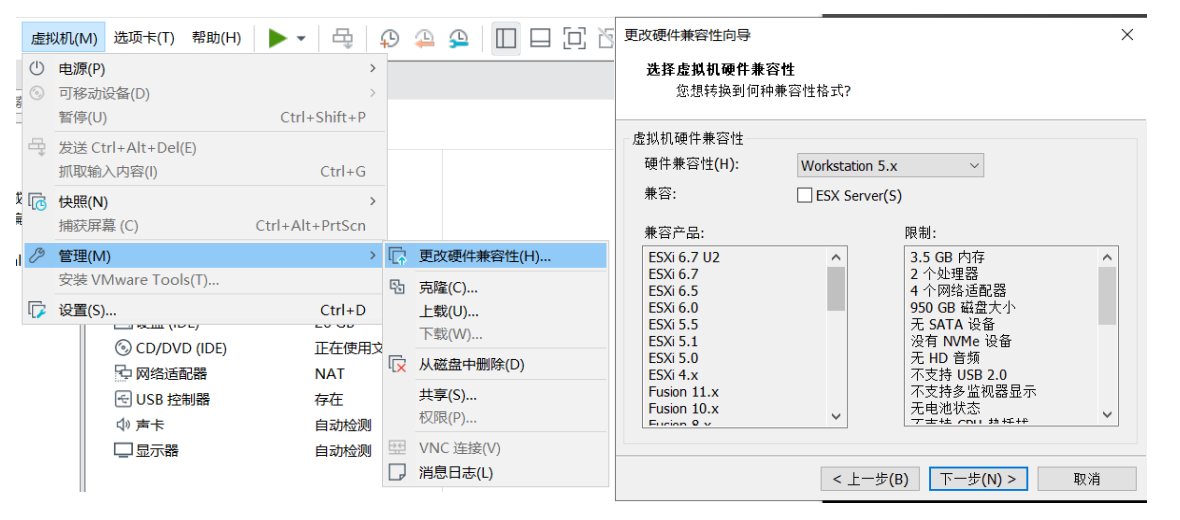 虚拟机(M) 选项卡(T) 帮助(H)
电源(P)
可移动设备(D)
暂停(U) Ctrl+Shift+P
发送 Ctrl+Alt+Del(E)
抓取输入内容(I) Ctrl+G
快照(N)
捕获屏幕 (C) Ctrl+Alt+PrtScn
管理(M)
安装 VMware Tools(T)...
设置(S)... Ctrl+D
CD/DVD (IDE) 正在使用文
网络适配器 NAT
USB 控制器 存在
声卡 自动检测
显示器 自动检测
更改硬件兼容性(H)...
克隆(C)...
上载(U)...
下载(W)...
从磁盘中删除(D)
共享(S)...
权限(P)...
VNC 连接(V)
消息日志(L)
更改硬件兼容性向导
选择虚拟机硬件兼容性
您想转换到何种兼容性格式?
虚拟机硬件兼容性
硬件兼容性(H): Workstation 5.x
兼容: ESX Server(S)
兼容产品:
ESXi 6.7 U2
ESXi 6.7
ESXi 6.5
ESXi 6.0
ESXi 5.5
ESXi 5.1
ESXi 5.0
ESXi 4.x
Fusion 11.x
Fusion 10.x
Fusion 8.x
限制:
3.5 GB 内存
2 个处理器
4 个网络适配器
950 GB 磁盘大小
无 SATA 设备
没有 NVMe 设备
无 HD 音频
不支持 USB 2.0
不支持多监视器显示
无电池状态
不支持 CPU 热插拔
< 上一步(B) 下一步(N) > 取消